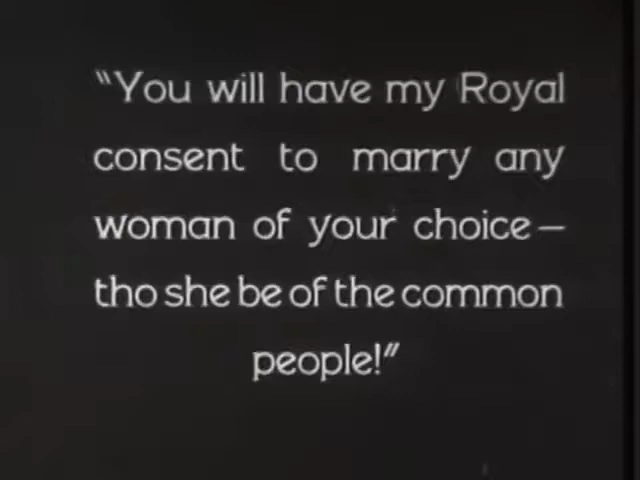 "You will have my Royal
consent to marry any
woman of your choice—
tho she be of the common
people!"